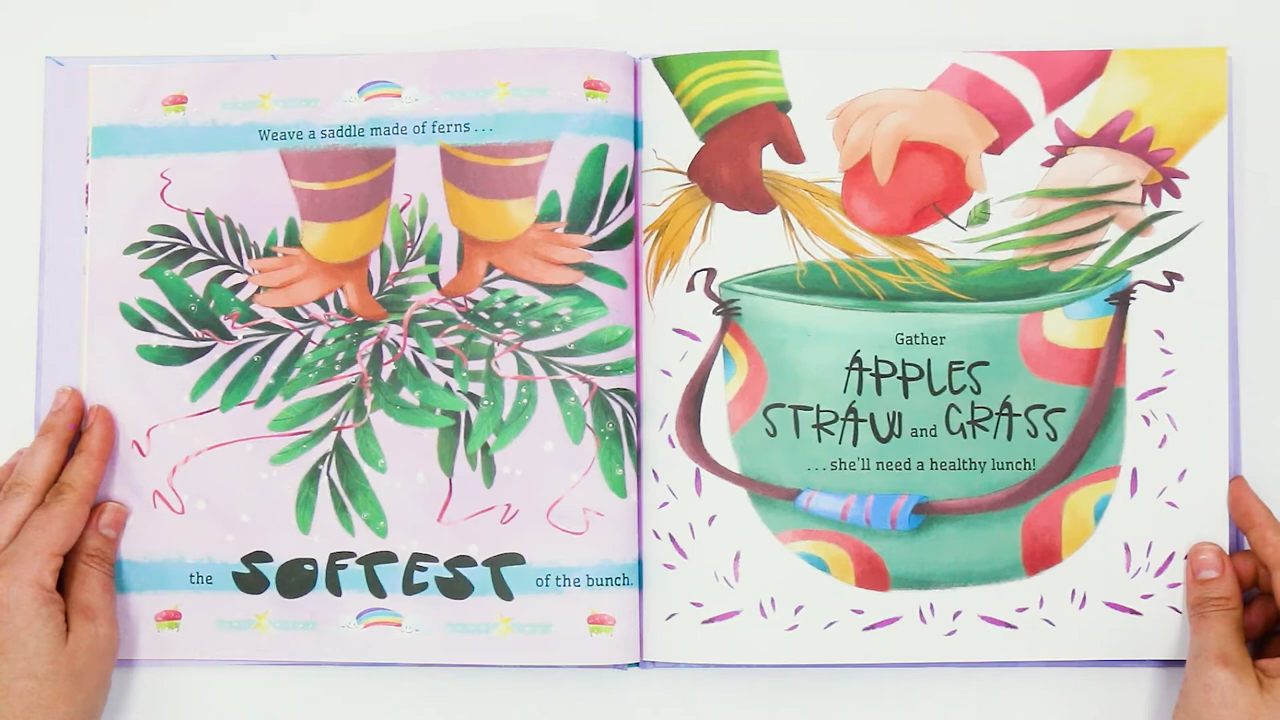 Weave a saddle made of ferns . . .
the SOFTEST of the bunch.
Gather
APPLES
STRAW and GRASS
. . . she'll need a healthy lunch!